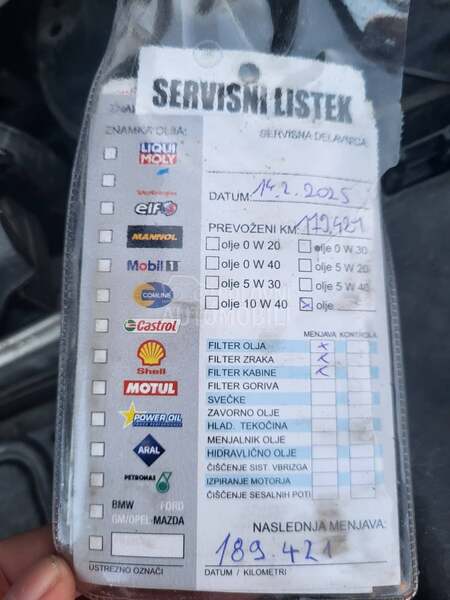 SERVISNI LISTEK
ZNAMKA OLJA:
SERVISNA DELAVNICA:
LIQUI MOLY
DATUM: 14.2.2025
elf
PREVOŽENI KM: 179.421
MANNOL
olje 0 W 20
olje 0 W 30
Mobil 1
olje 0 W 40
olje 5 W 20
COMLINE
olje 5 W 30
olje 5 W 40
olje 10 W 40
olje
Castrol
MENJAVA
KONTROLA
FILTER OLJA
FILTER ZRAKA
Shell
FILTER KABINE
MOTUL
FILTER GORIVA
SVEČKE
POWER OIL
ZAVORNO OLJE
HLAD. TEKOČINA
ARAL
MENJALNIK OLJE
HIDRAVLIČNO OLJE
ČIŠČENJE SIST. VBRIZGA
PETRONAS
IZPIRANJE MOTORJA
ČIŠČENJE SESALNIH POTI
BMW FORD
GM/OPEL MAZDA
NASLEDNJA MENJAVA:
189.421
USTREZNO OZNAČI
DATUM / KILOMETRI